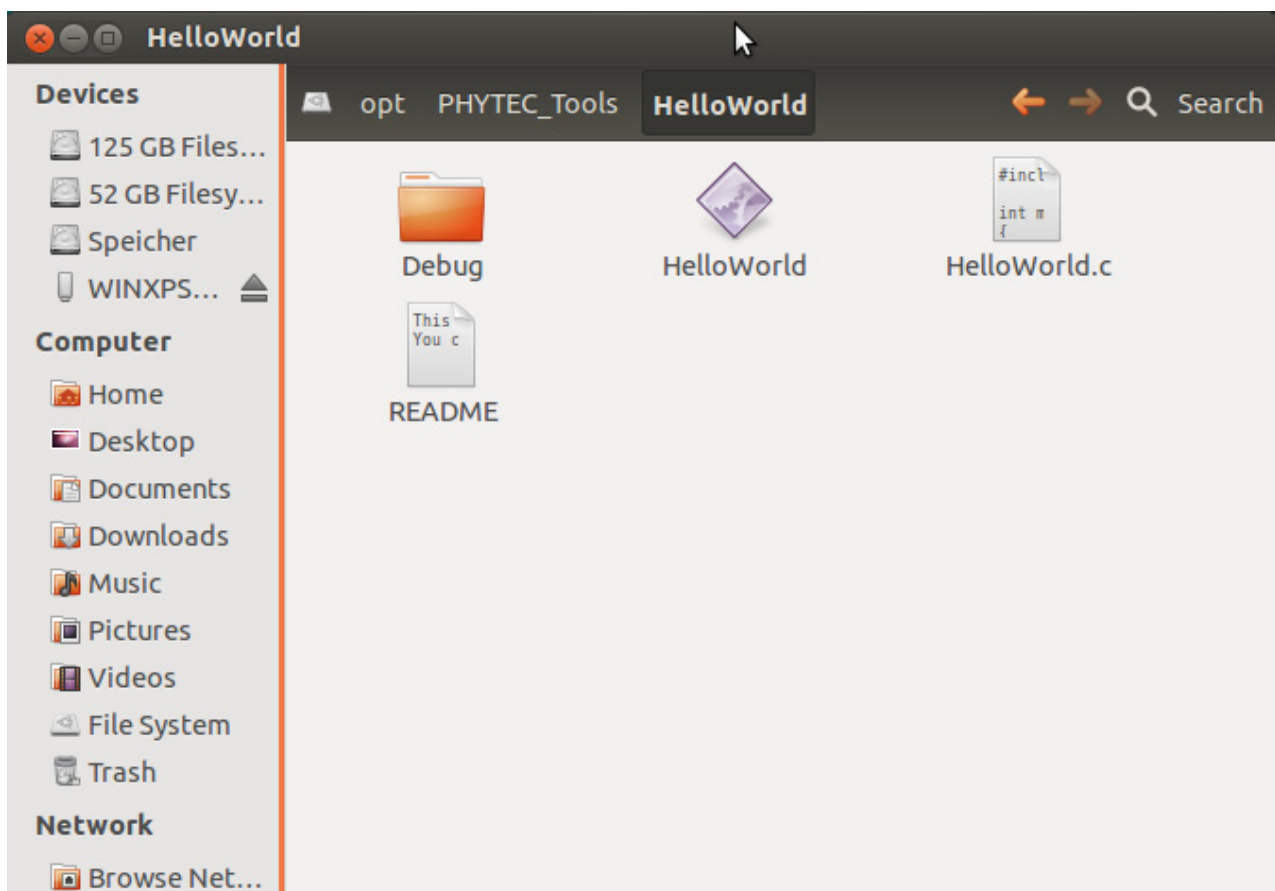 HelloWorld
Devices
125 GB Files...
52 GB Filesy...
Speicher
WINXPS...
Computer
Home
Desktop
Documents
Downloads
Music
Pictures
Videos
File System
Trash
Network
Browse Net...
opt PHYTEC_Tools HelloWorld Search
#incl
int m
{
Debug HelloWorld HelloWorld.c
This
You c
README